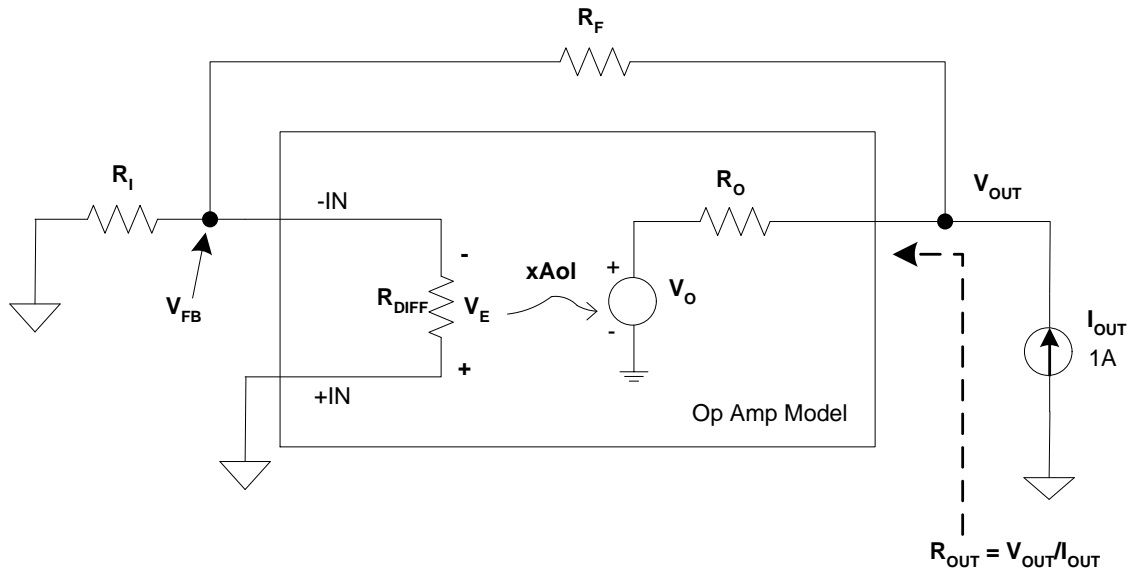 RF
RI
-IN
RO
VOUT
-
xAol
+
RDIFF
VE
VO
VFB
-
IOUT
1A
+
+IN
Op Amp Model
ROUT = VOUT/IOUT